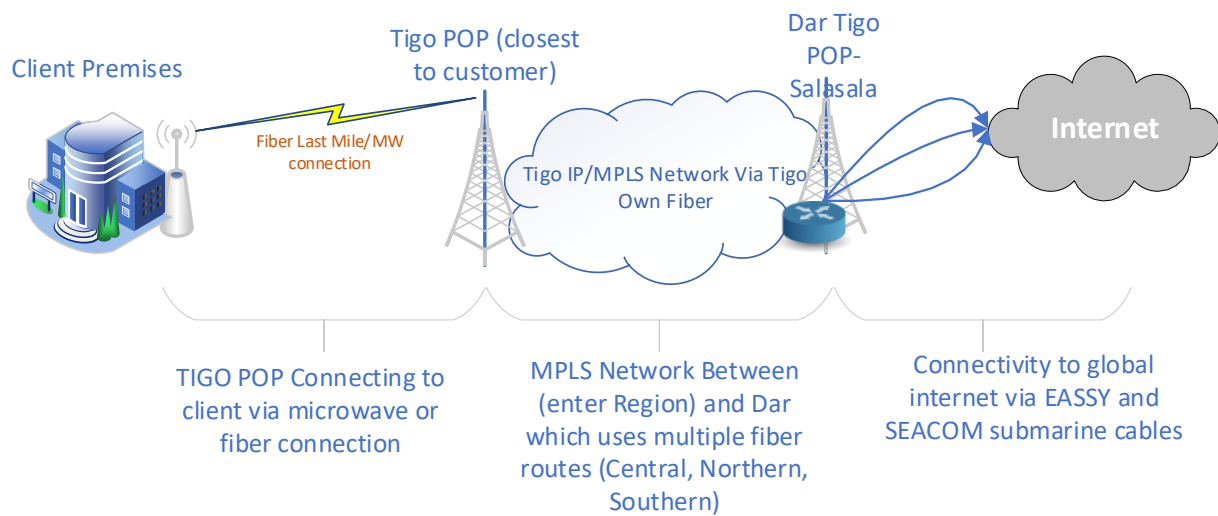 Client Premises
Tigo POP (closest
to customer)
Dar Tigo
POP-
Salasala
Fiber Last Mile/MW
connection
Tigo IP/MPLS Network Via Tigo
Own Fiber
Internet
TIGO POP Connecting to
client via microwave or
fiber connection
MPLS Network Between
(enter Region) and Dar
which uses multiple fiber
routes (Central, Northern,
Southern)
Connectivity to global
internet via EASSY and
SEACOM submarine cables